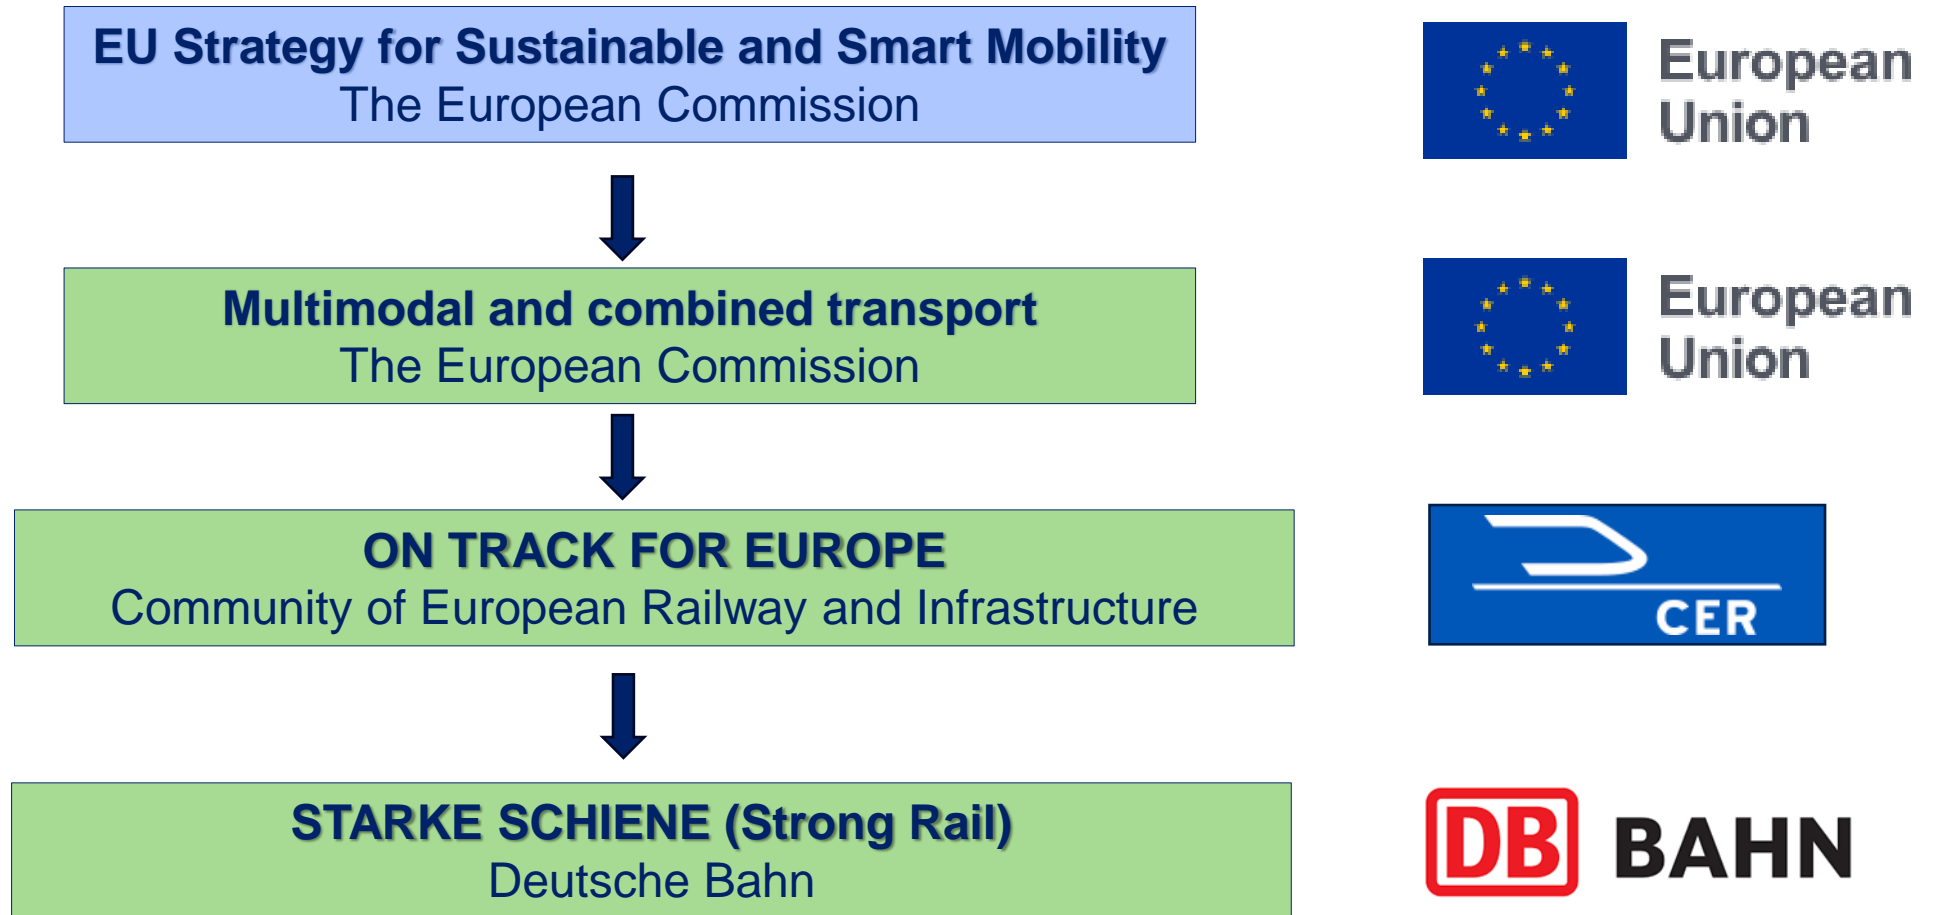 EU Strategy for Sustainable and Smart Mobility
The European Commission
European
Union
Multimodal and combined transport
The European Commission
European
Union
ON TRACK FOR EUROPE
Community of European Railway and Infrastructure
CER
STARKE SCHIENE (Strong Rail)
Deutsche Bahn
DB BAHN